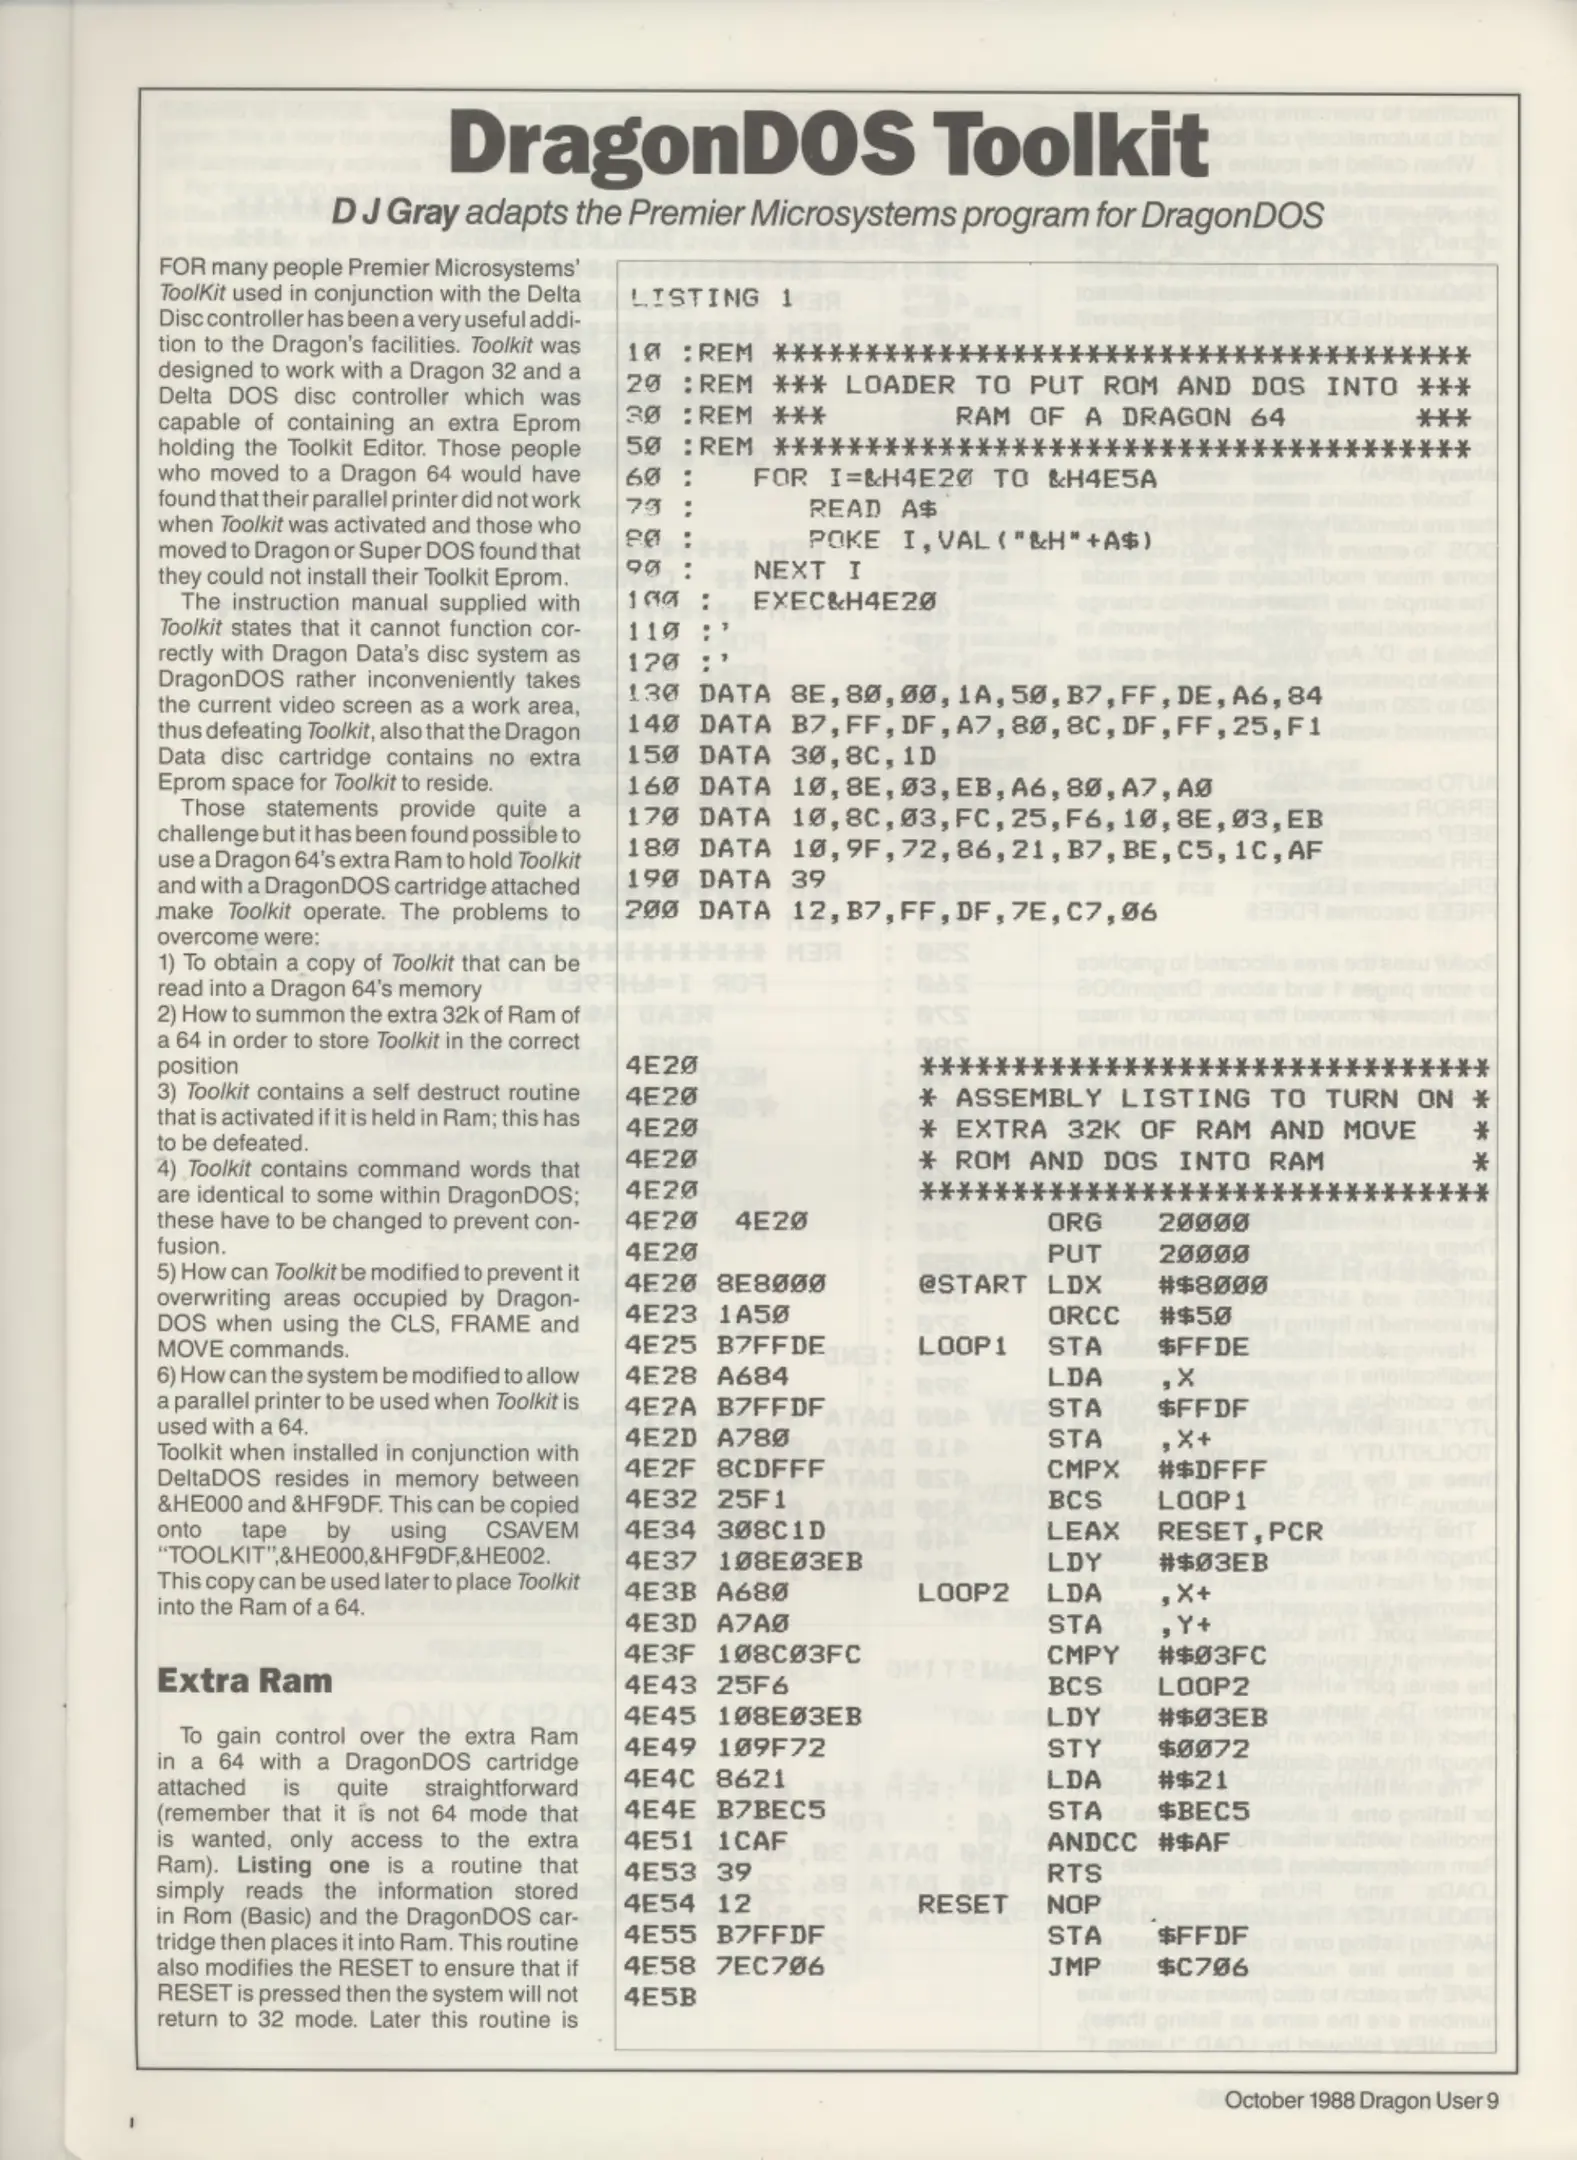 DragonDOS Toolkit
D J Gray adapts the Premier Microsystems program for DragonDOS
FOR many people Premier Microsystems'
ToolKit used in conjunction with the Delta
Disc controller has been a very useful addi-
tion to the Dragon's facilities. Toolkit was
designed to work with a Dragon 32 and a
Delta DOS disc controller which was
capable of containing an extra Eprom
holding the Toolkit Editor. Those people
who moved to a Dragon 64 would have
found that their parallel printer did not work
when Toolkit was activated and those who
moved to Dragon or Super DOS found that
they could not install their Toolkit Eprom.
The instruction manual supplied with
Toolkit states that it cannot function cor-
rectly with Dragon Data's disc system as
DragonDOS rather inconveniently takes
the current video screen as a work area,
thus defeating Toolkit, also that the Dragon
Data disc cartridge contains no extra
Eprom space for Toolkit to reside.
Those statements provide quite a
challenge but it has been found possible to
use a Dragon 64's extra Ram to hold Toolkit
and with a DragonDOS cartridge attached
make Toolkit operate. The problems to
overcome were:
1) To obtain a copy of Toolkit that can be
read into a Dragon 64's memory
2) How to summon the extra 32k of Ram of
a 64 in order to store Toolkit in the correct
position
3) Toolkit contains a self destruct routine
that is activated if it is held in Ram; this has
to be defeated.
4) Toolkit contains command words that
are identical to some within DragonDOS;
these have to be changed to prevent con-
fusion.
5) How can Toolkit be modified to prevent it
overwriting areas occupied by Dragon-
DOS when using the CLS, FRAME and
MOVE commands.
6) How can the system be modified to allow
a parallel printer to be used when Toolkit is
used with a 64.
Toolkit when installed in conjunction with
DeltaDOS resides in memory between
&HE000 and &HF9DF. This can be copied
onto tape by using CSAVEM
"TOOLKIT",&HE000,&HF9DF,&HE002.
This copy can be used later to place Toolkit
into the Ram of a 64.
Extra Ram
To gain control over the extra Ram
in a 64 with a DragonDOS cartridge
attached is quite straightforward
(remember that it is not 64 mode that
is wanted, only access to the extra
Ram). Listing one is a routine that
simply reads the information stored
in Rom (Basic) and the DragonDOS car-
tridge then places it into Ram. This routine
also modifies the RESET to ensure that if
RESET is pressed then the system will not
return to 32 mode. Later this routine is
LISTING 1
10 :REM **************************************
20 :REM *** LOADER TO PUT ROM AND DOS INTO ***
30 :REM *** RAM OF A DRAGON 64 ***
50 :REM **************************************
60 : FOR I=&H4E20 TO &H4E5A
70 : READ A$
80 : POKE I,VAL("&H"+A$)
90 : NEXT I
100 : EXEC&H4E20
110 :'
120 :'
130 DATA 8E,80,00,1A,50,B7,FF,DE,A6,84
140 DATA B7,FF,DF,A7,80,8C,DF,FF,25,F1
150 DATA 30,8C,1D
160 DATA 10,8E,03,EB,A6,80,A7,A0
170 DATA 10,8C,03,FC,25,F6,10,8E,03,EB
180 DATA 10,9F,72,86,21,B7,BE,C5,1C,AF
190 DATA 39
200 DATA 12,B7,FF,DF,7E,C7,06
4E20 *******************************
4E20 * ASSEMBLY LISTING TO TURN ON *
4E20 * EXTRA 32K OF RAM AND MOVE *
4E20 * ROM AND DOS INTO RAM *
4E20 *******************************
4E20 4E20 ORG 20000
4E20 PUT 20000
4E20 8E8000 @START LDX #$8000
4E23 1A50 ORCC #$50
4E25 B7FFDE LOOP1 STA $FFDE
4E28 A684 LDA ,X
4E2A B7FFDF STA $FFDF
4E2D A780 STA ,X+
4E2F 8CDFFF CMPX #$DFFF
4E32 25F1 BCS LOOP1
4E34 308C1D LEAX RESET,PCR
4E37 108E03EB LDY #$03EB
4E3B A680 LOOP2 LDA ,X+
4E3D A7A0 STA ,Y+
4E3F 108C03FC CMPY #$03FC
4E43 25F6 BCS LOOP2
4E45 108E03EB LDY #$03EB
4E49 109F72 STY $0072
4E4C 8621 LDA #$21
4E4E B7BEC5 STA $BEC5
4E51 1CAF ANDCC #$AF
4E53 39 RTS
4E54 12 RESET NOP
4E55 B7FFDF STA $FFDF
4E58 7EC706 JMP $C706
4E5B
October 1988 Dragon User 9